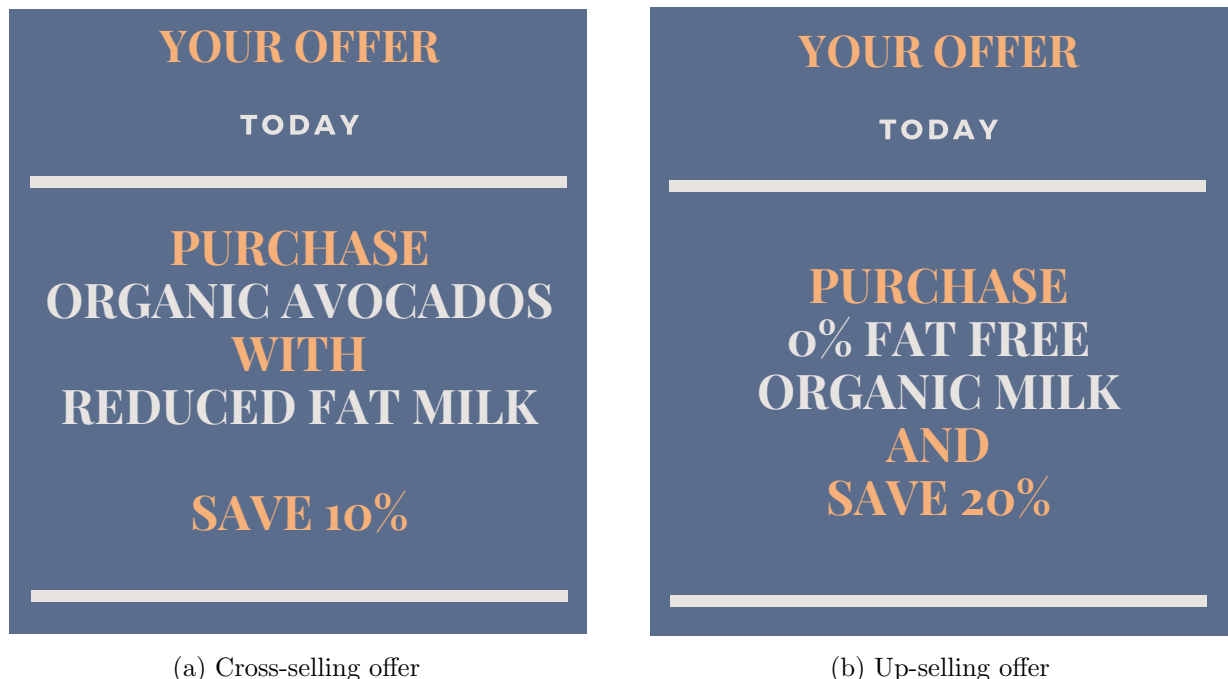 YOUR OFFER
TODAY
PURCHASE
ORGANIC AVOCADOS
WITH
REDUCED FAT MILK
SAVE 10%
(a) Cross-selling offer
YOUR OFFER
TODAY
PURCHASE
0% FAT FREE
ORGANIC MILK
AND
SAVE 20%
(b) Up-selling offer